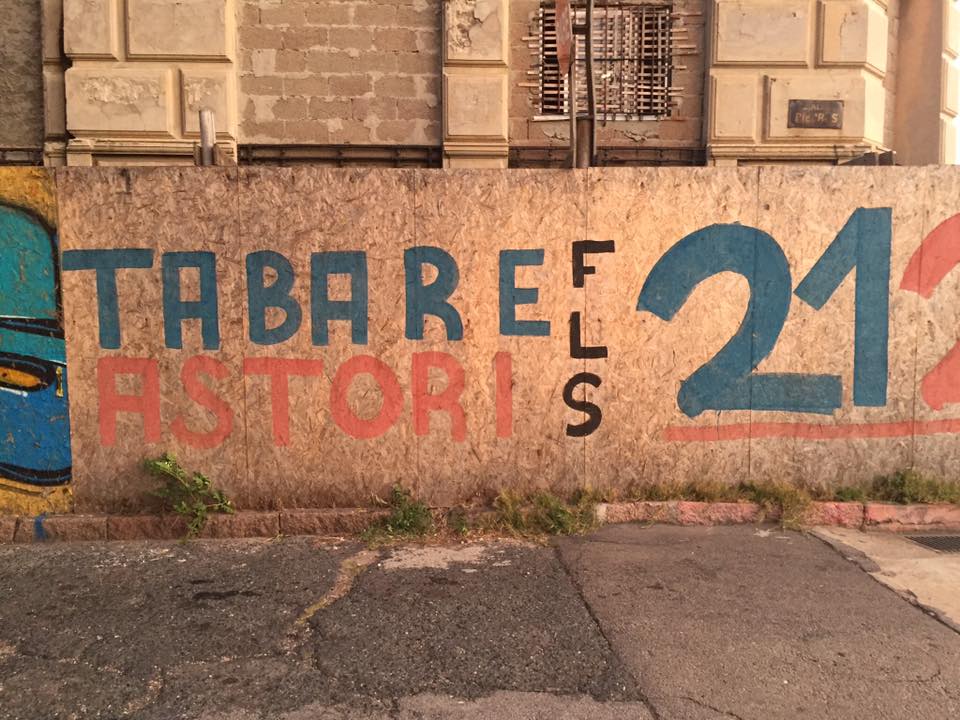 TABARE
ASTORI
FLS
21